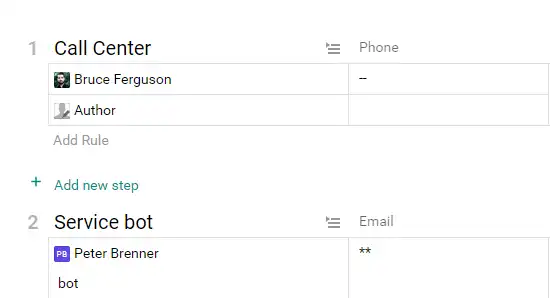 1 Call Center Phone
Bruce Ferguson –
Author
Add Rule
+ Add new step
2 Service bot Email
PB Peter Brenner **
bot